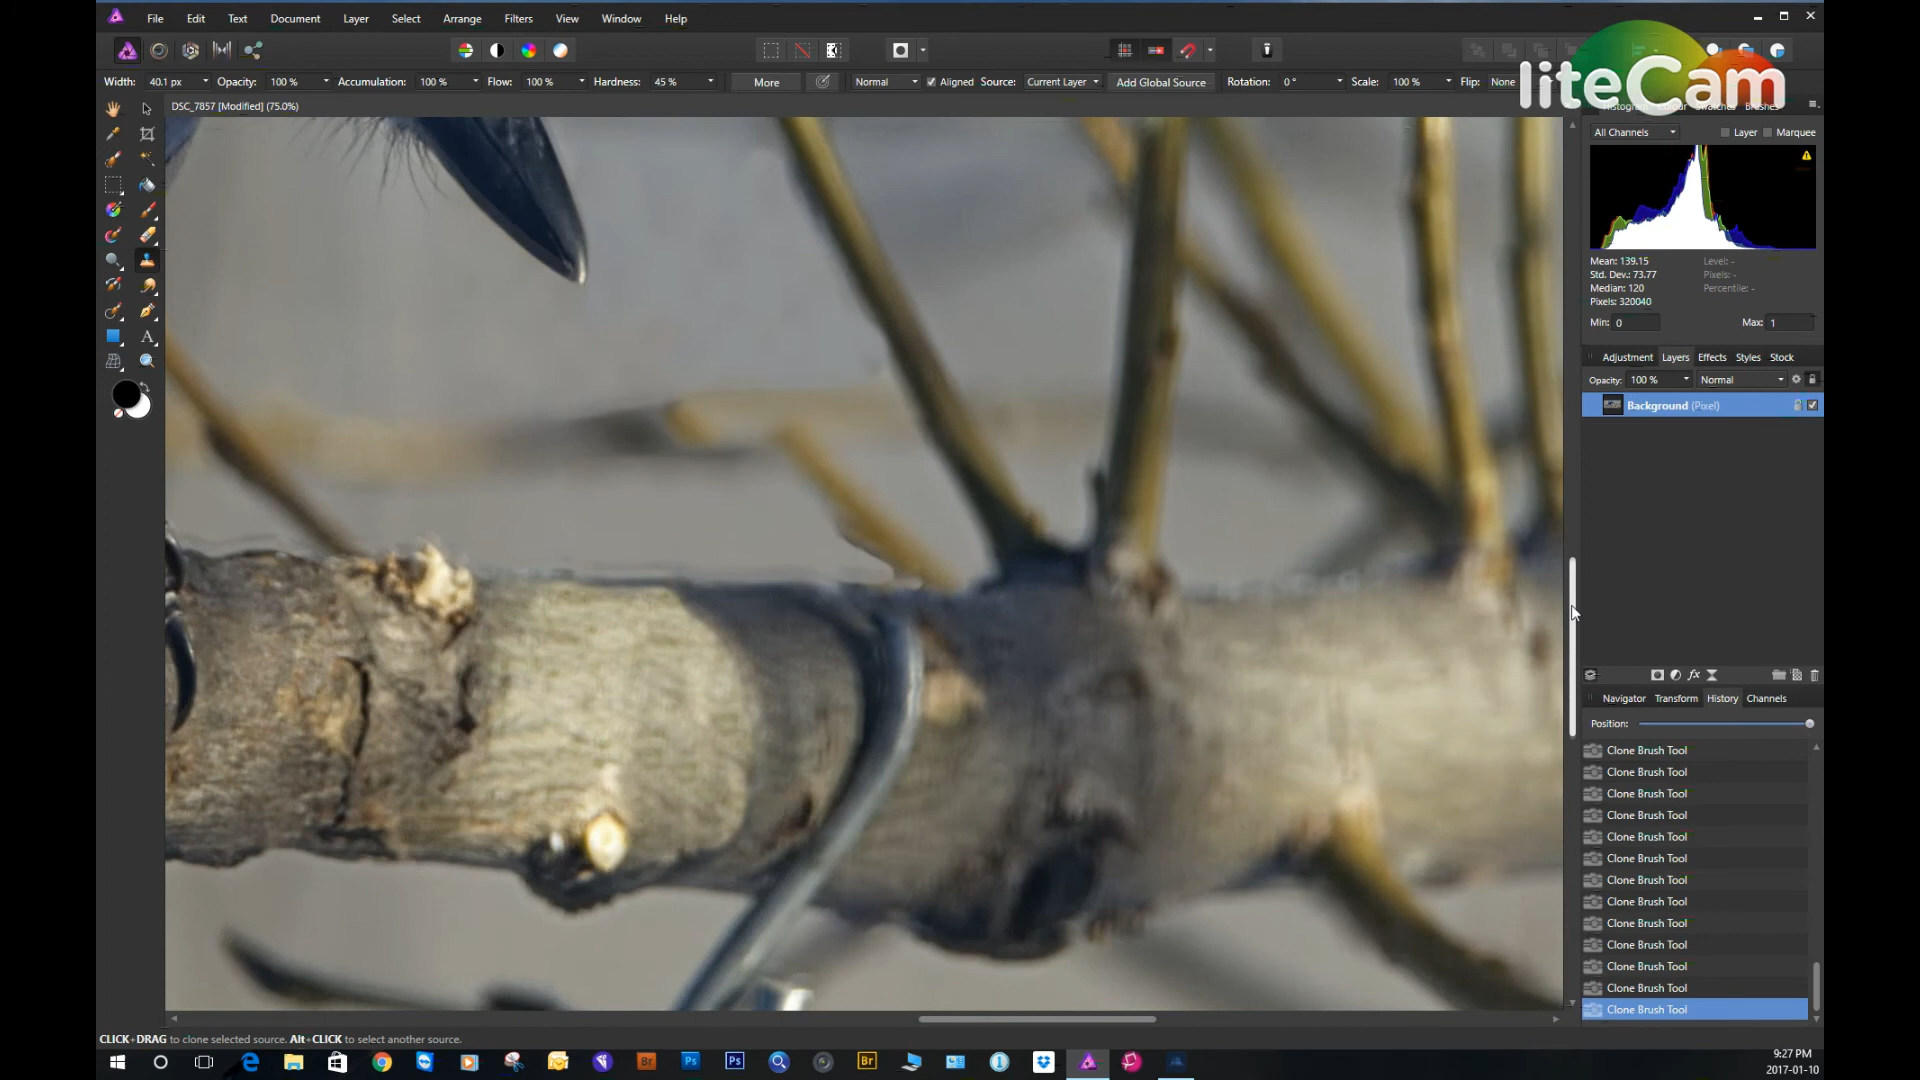 File Edit Text Document Layer Select Arrange Filters View Window Help
liteCam
Width: 40.1 px Opacity: 100 % Accumulation: 100 % Flow: 100 % Hardness: 45 % More Normal Aligned Source: Current Layer Add Global Source Rotation: 0° Scale: 100 % Flip: None
DSC_7857 [Modified] (75.0%)
All Channels Layer Marquee
Mean: 139.15 Level: -
Std. Dev.: 73.77 Pixels: -
Median: 120 Percentile: -
Pixels: 320040
Min: 0 Max: 1
Adjustment Layers Effects Styles Stock
Opacity: 100 % Normal
Background (Pixel)
fx
Navigator Transform History Channels
Position:
Clone Brush Tool
Clone Brush Tool
Clone Brush Tool
Clone Brush Tool
Clone Brush Tool
Clone Brush Tool
Clone Brush Tool
Clone Brush Tool
Clone Brush Tool
Clone Brush Tool
Clone Brush Tool
Clone Brush Tool
Clone Brush Tool
CLICK+DRAG to clone selected source. Alt+CLICK to select another source.
Br Ps Ps Br
9:27 PM
2017-01-10